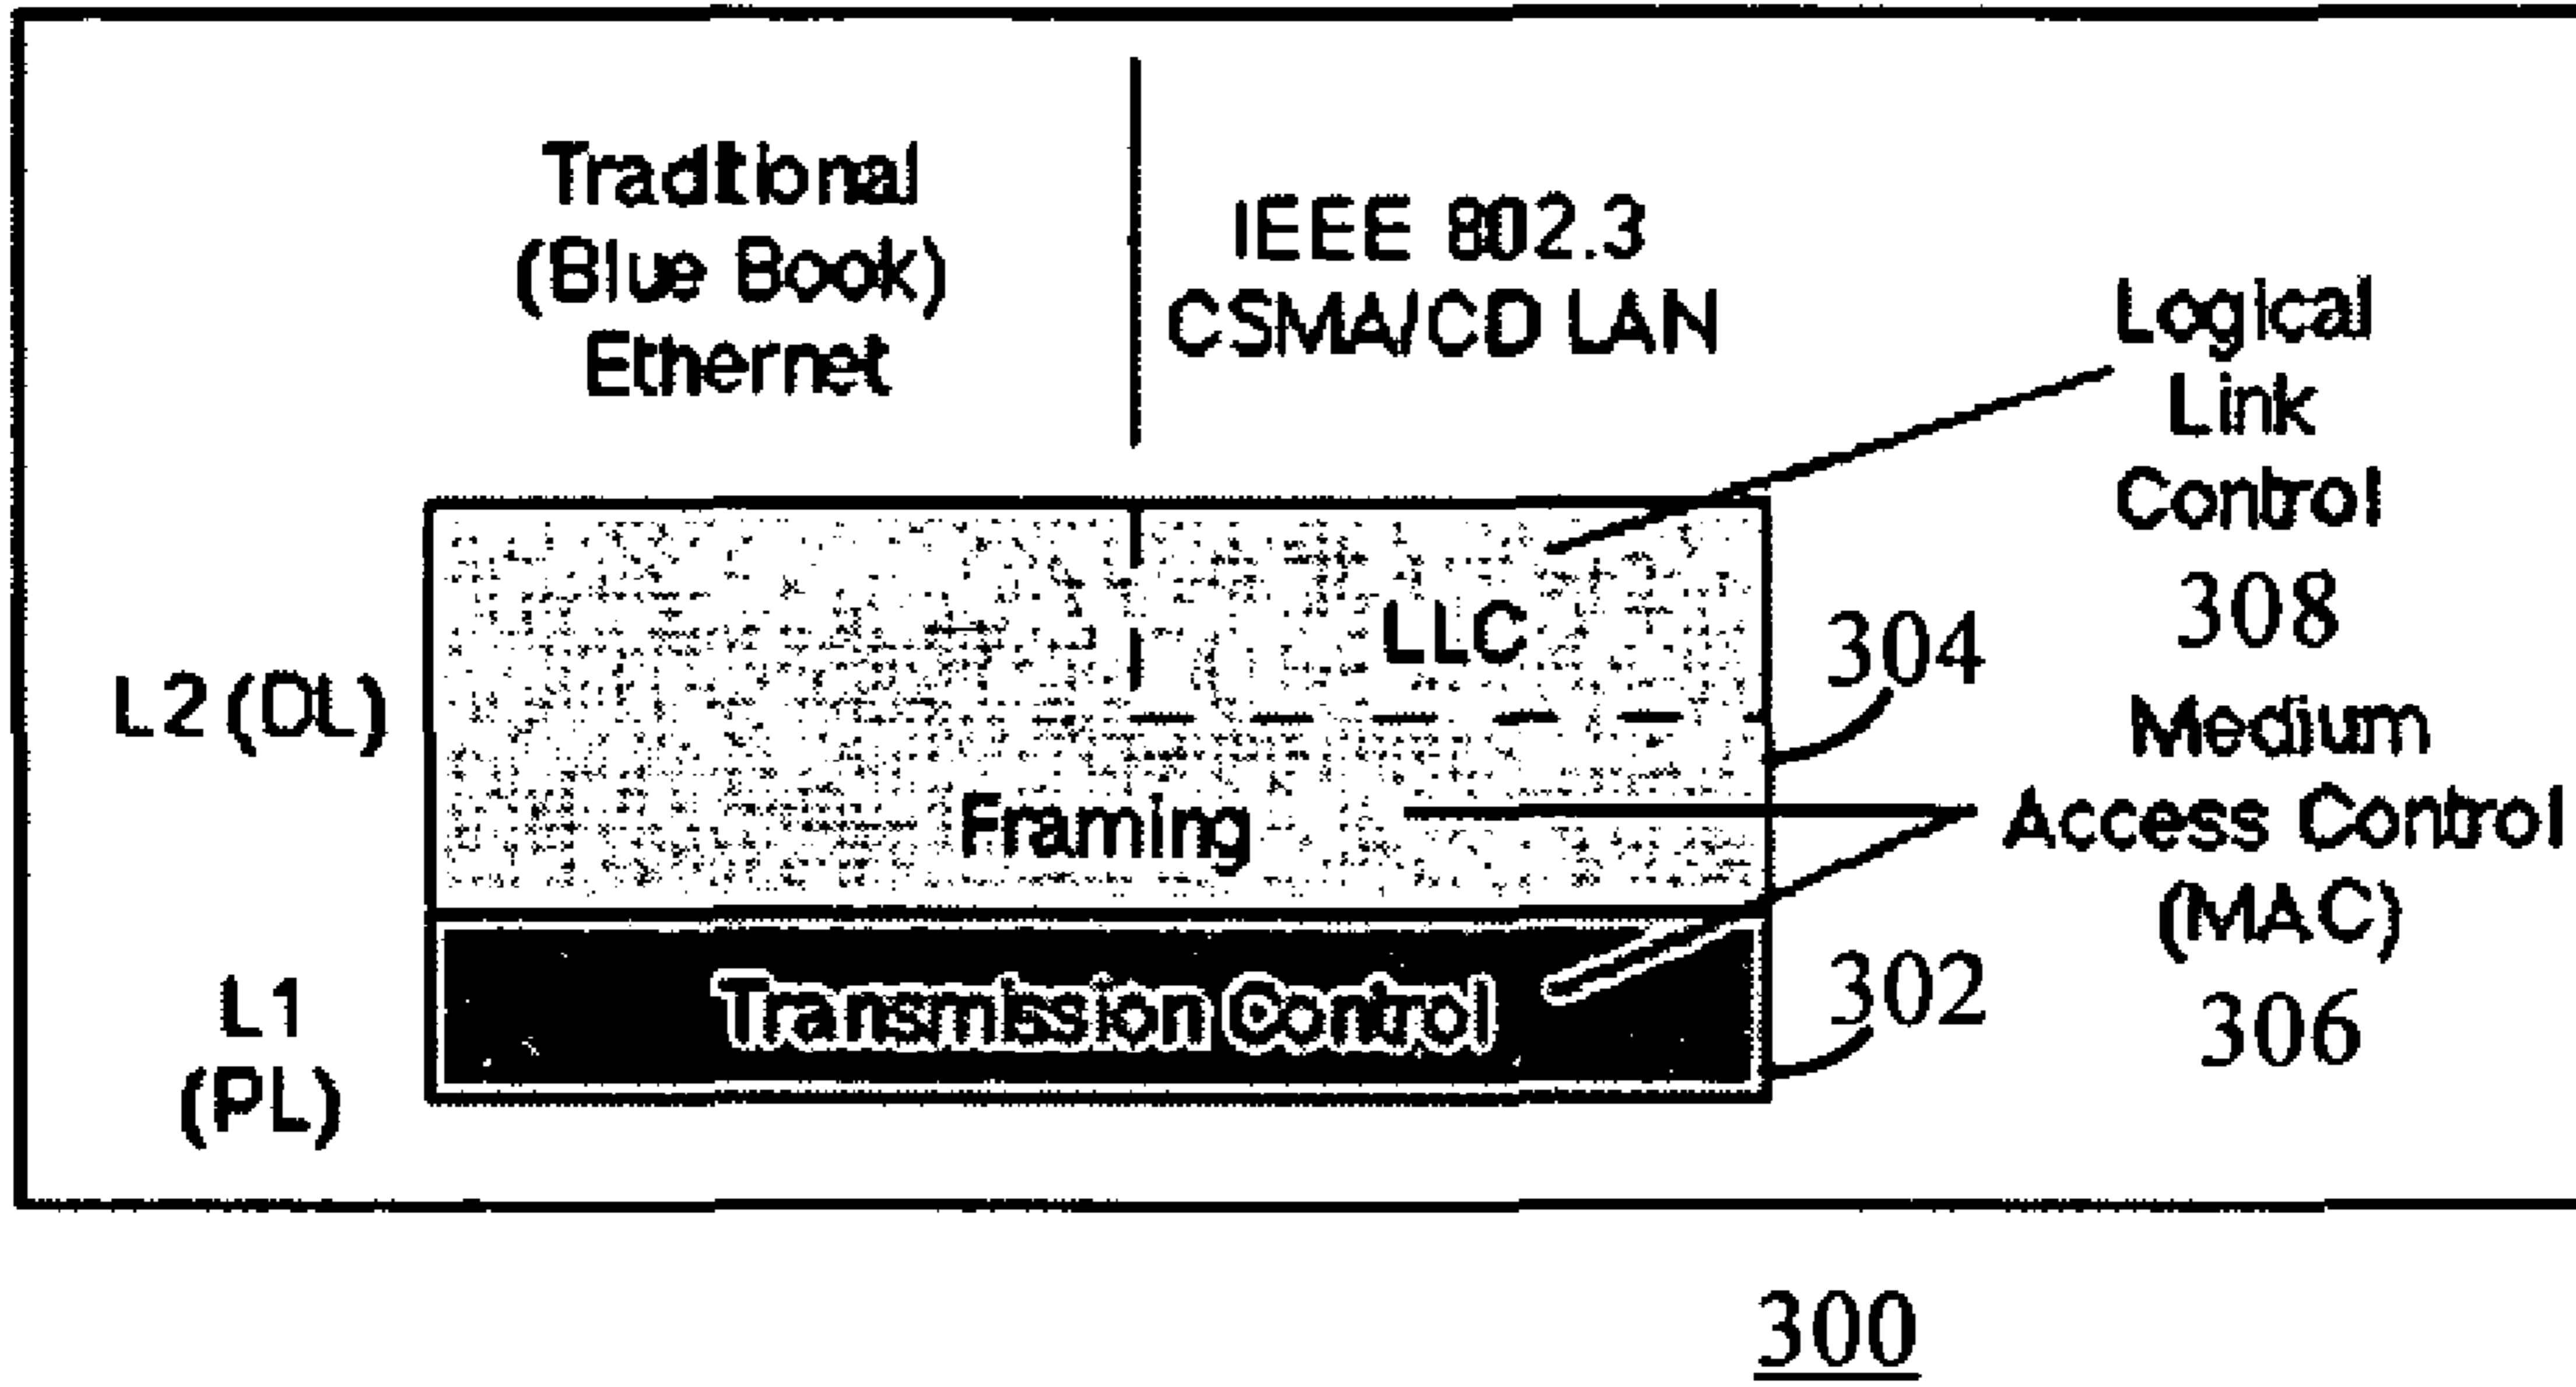 Traditional
(Blue Book)
Ethernet
IEEE 802.3
CSMA/CD LAN
Logical
Link
Control
308
LLC
304
L2 (DL)
Medium
Access Control
(MAC)
306
Framing
Transmission Control
302
L1
(PL)
300